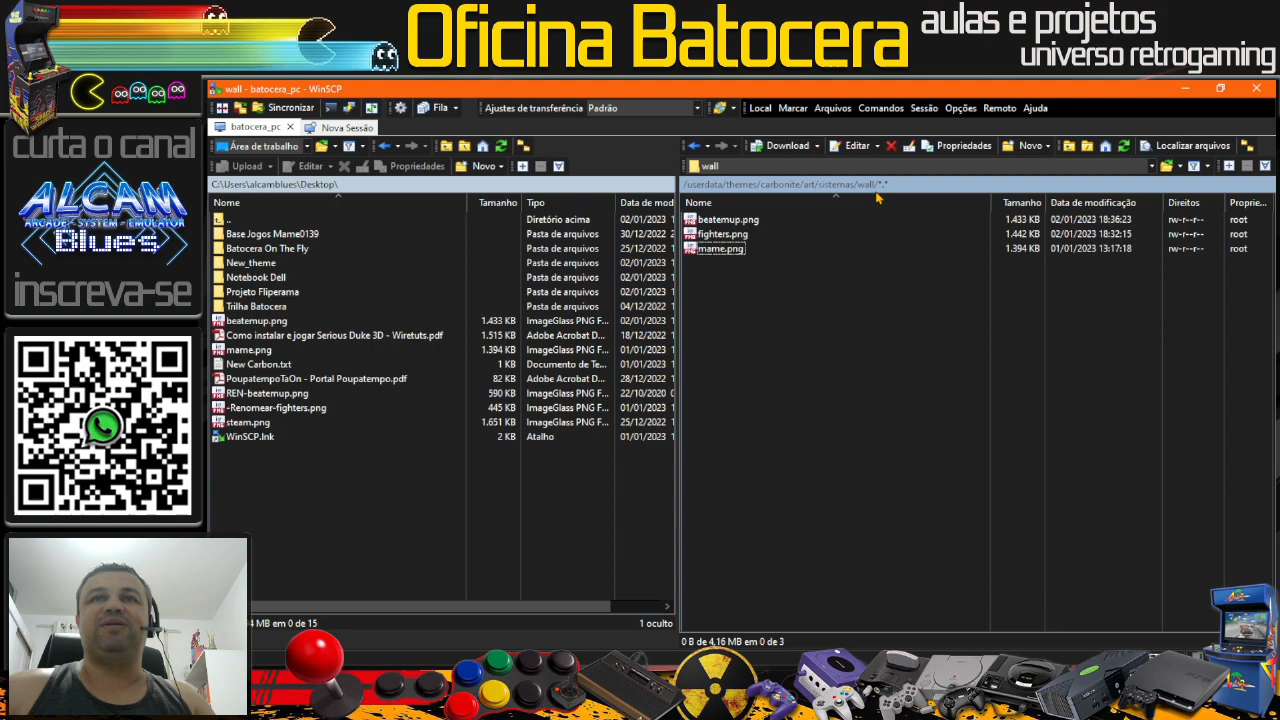 Oficina Batocera
aulas e projetos
universo retrogaming
curta o canal
ALCAM
ARCADE - SYSTEM - EMULATOR
Blues
inscreva-se
wall - batocera_pc - WinSCP
Sincronizar
Fila
Ajustes de transferência Padrão
Local Marcar Arquivos Comandos Sessão Opções Remoto Ajuda
batocera_pc
Nova Sessão
Área de trabalho
Upload Editar Propriedades Novo
Download Editar Propriedades Novo Localizar arquivos
wall
C:\Users\alcamblues\Desktop\
/userdata/themes/carbonite/art/sistemas/wall/*.*
Nome Tamanho Tipo Data de mod
..
Diretório acima 02/01/2023
Base Jogos Mame0139 Pasta de arquivos 30/12/2022
Batocera On The Fly Pasta de arquivos 25/12/2022
New_theme Pasta de arquivos 02/01/2023
Notebook Dell Pasta de arquivos 02/01/2023
Projeto Fliperama Pasta de arquivos 02/01/2023
Trilha Batocera Pasta de arquivos 04/12/2022
beatemup.png 1.433 KB ImageGlass PNG F... 02/01/2023
Como instalar e jogar Serious Duke 3D - Wiretuts.pdf 1.515 KB Adobe Acrobat D... 18/12/2022
mame.png 1.394 KB ImageGlass PNG F... 01/01/2023
New Carbon.txt 1 KB Documento de Te... 01/01/2023
PoupatempoTaOn - Portal Poupatempo.pdf 82 KB Adobe Acrobat D... 28/12/2022
REN-beatemup.png 590 KB ImageGlass PNG F... 22/10/2020
-Renomear-fighters.png 445 KB ImageGlass PNG F... 01/01/2023
steam.png 1.651 KB ImageGlass PNG F... 25/12/2022
WinSCP.lnk 2 KB Atalho 01/01/2023
Nome Tamanho Data de modificação Direitos Proprie...
beatemup.png 1.433 KB 02/01/2023 18:36:23 rw-r--r-- root
fighters.png 1.442 KB 02/01/2023 18:32:15 rw-r--r-- root
mame.png 1.394 KB 01/01/2023 13:17:18 rw-r--r-- root
MB em 0 de 15
1 oculto
0 B de 4,16 MB em 0 de 3